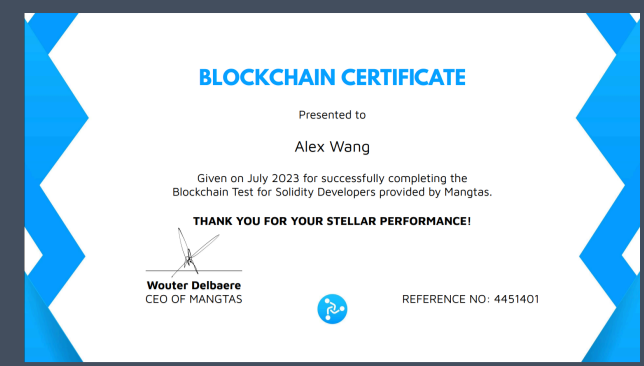 BLOCKCHAIN CERTIFICATE
Presented to
Alex Wang
Given on July 2023 for successfully completing the
Blockchain Test for Solidity Developers provided by Mangtas.
THANK YOU FOR YOUR STELLAR PERFORMANCE!
Wouter Delbaere
CEO OF MANGTAS
REFERENCE NO: 4451401